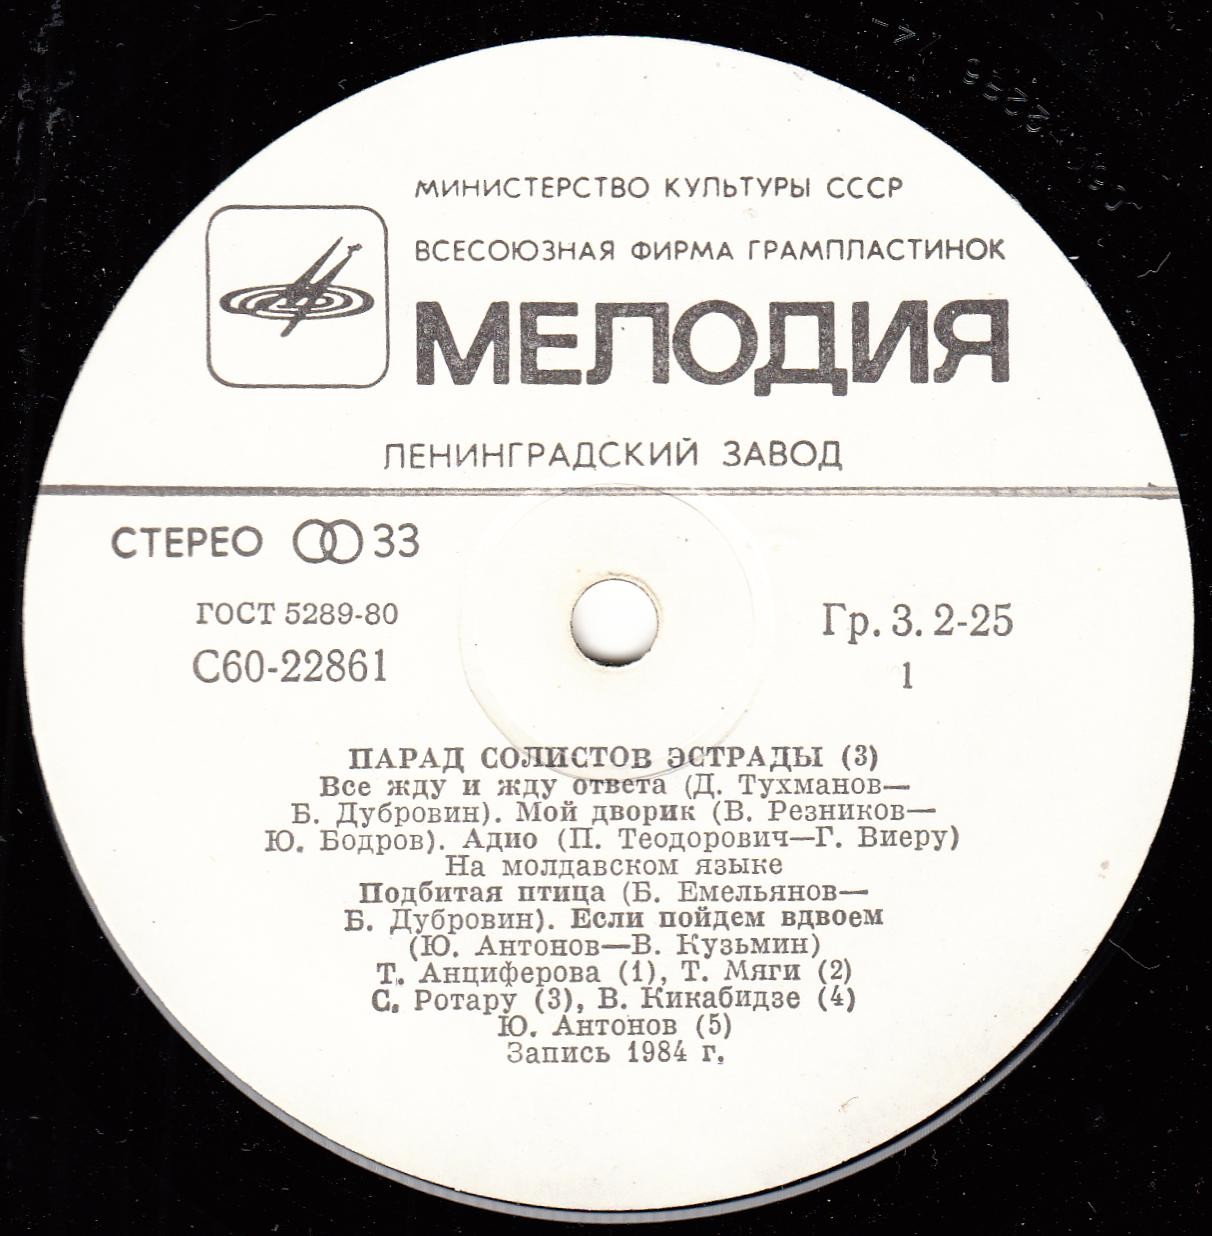 МИНИСТЕРСТВО КУЛЬТУРЫ СССР
ВСЕСОЮЗНАЯ ФИРМА ГРАМПЛАСТИНОК
МЕЛОДИЯ
ЛЕНИНГРАДСКИЙ ЗАВОД
СТЕРЕО 33
ГОСТ 5289-80
С60-22861
Гр. 3. 2-25
1
ПАРАД СОЛИСТОВ ЭСТРАДЫ (3)
Все жду и жду ответа (Д. Тухманов—
Б. Дубровин). Мой дворик (В. Резников—
Ю. Бодров). Адио (П. Теодорович—Г. Виеру)
На молдавском языке
Подбитая птица (Б. Емельянов—
Б. Дубровин). Если пойдем вдвоем
(Ю. Антонов—В. Кузьмин)
Т. Анциферова (1), Т. Мяги (2)
С. Ротару (3), В. Кикабидзе (4)
Ю. Антонов (5)
Запись 1984 г.